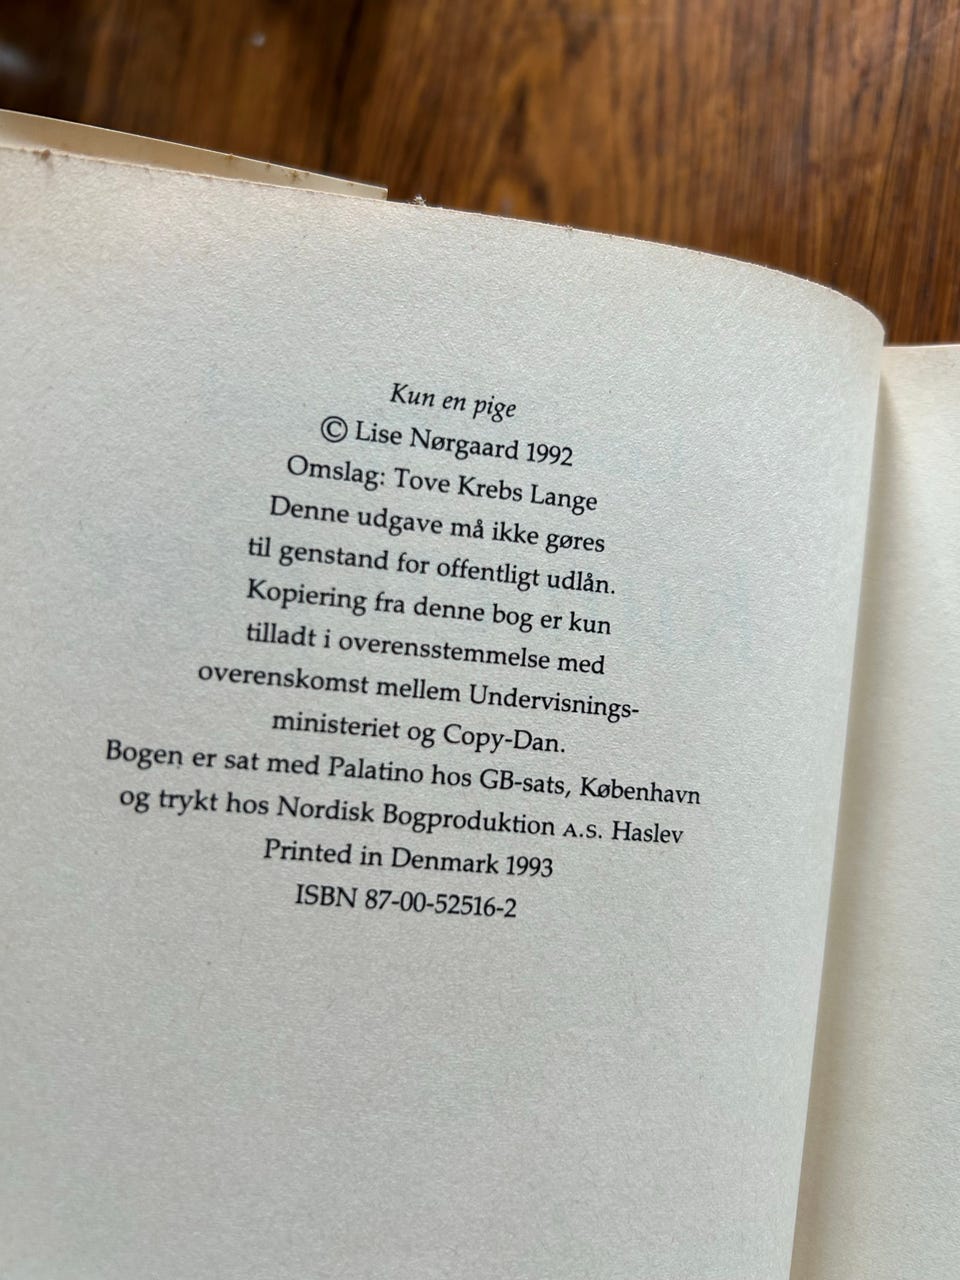 Kun en pige
© Lise Nørgaard 1992
Omslag: Tove Krebs Lange
Denne udgave må ikke gøres
til genstand for offentligt udlån.
Kopiering fra denne bog er kun
tilladt i overensstemmelse med
overenskomst mellem Undervisnings-
ministeriet og Copy-Dan.
Bogen er sat med Palatino hos GB-sats, København
og trykt hos Nordisk Bogproduktion A.S. Haslev
Printed in Denmark 1993
ISBN 87-00-52516-2